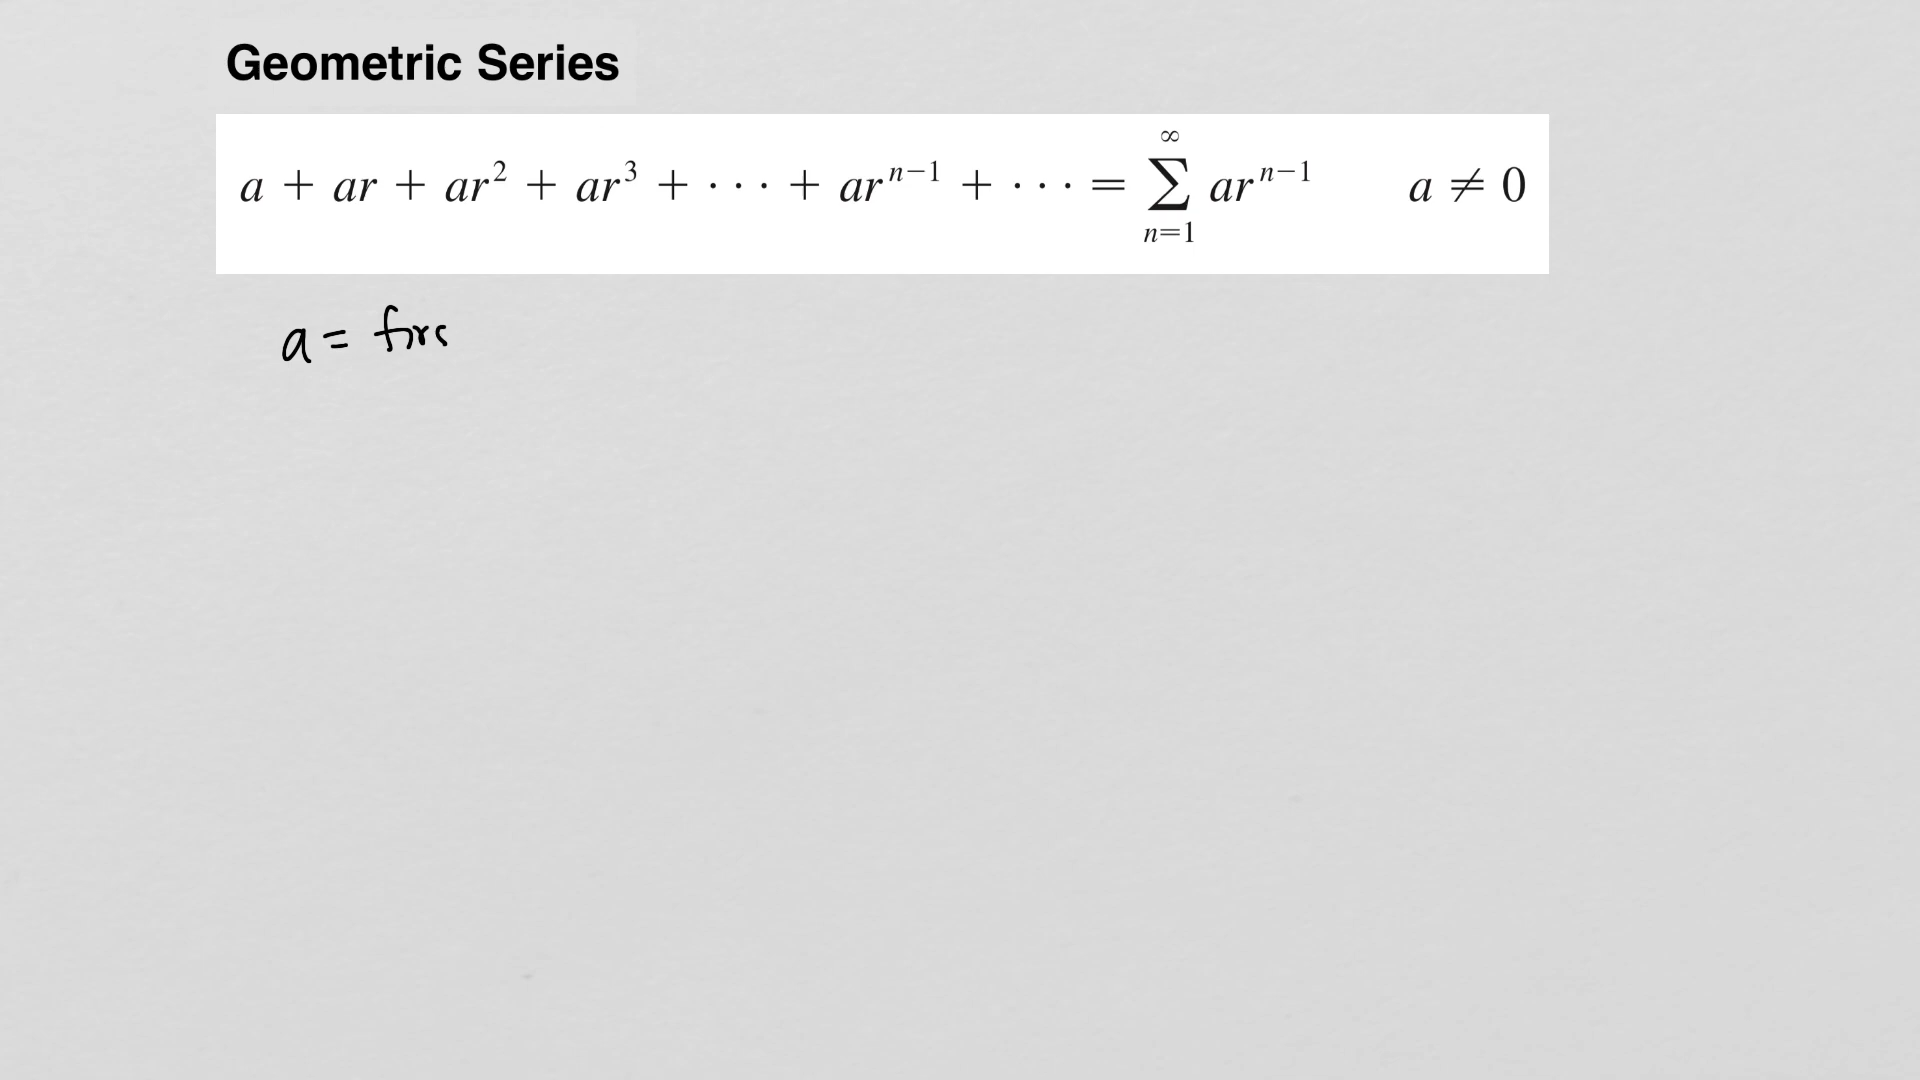 Geometric Series
a + ar + ar² + ar³ + · · · + arⁿ⁻¹ + · · · = ∑_{n=1}^{∞} arⁿ⁻¹ a ≠ 0
a = firs